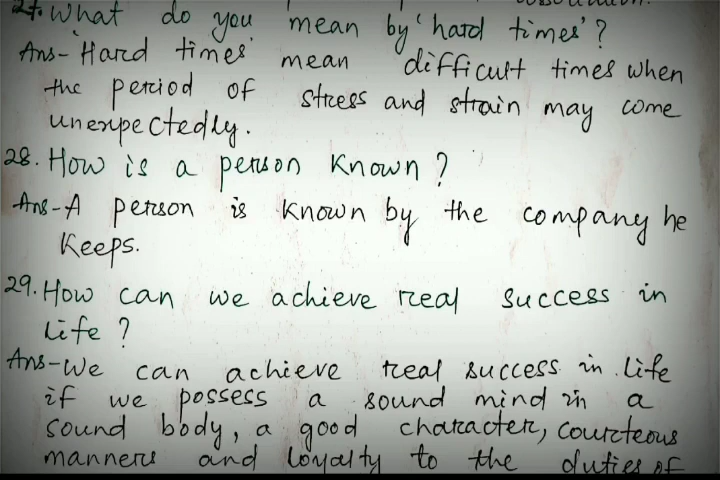 27. What do you mean by 'hard times'?
Ans- 'Hard times' mean difficult times when
the period of stress and strain may come
unexpectedly.
28. How is a person known?
Ans- A person is known by the company he
keeps.
29. How can we achieve real success in
life?
Ans- We can achieve real success in life
if we possess a sound mind in a
sound body, a good character, courteous
manners and loyalty to the duties of